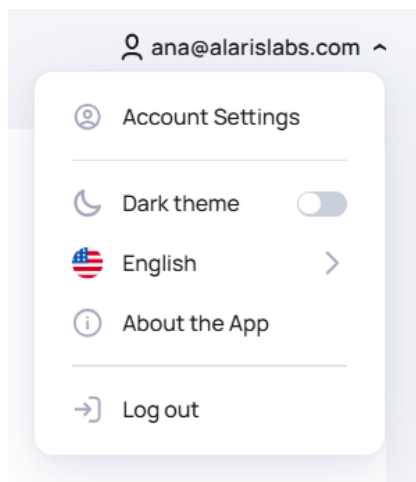 ana@alarislabs.com
Account Settings
Dark theme
English
About the App
Log out